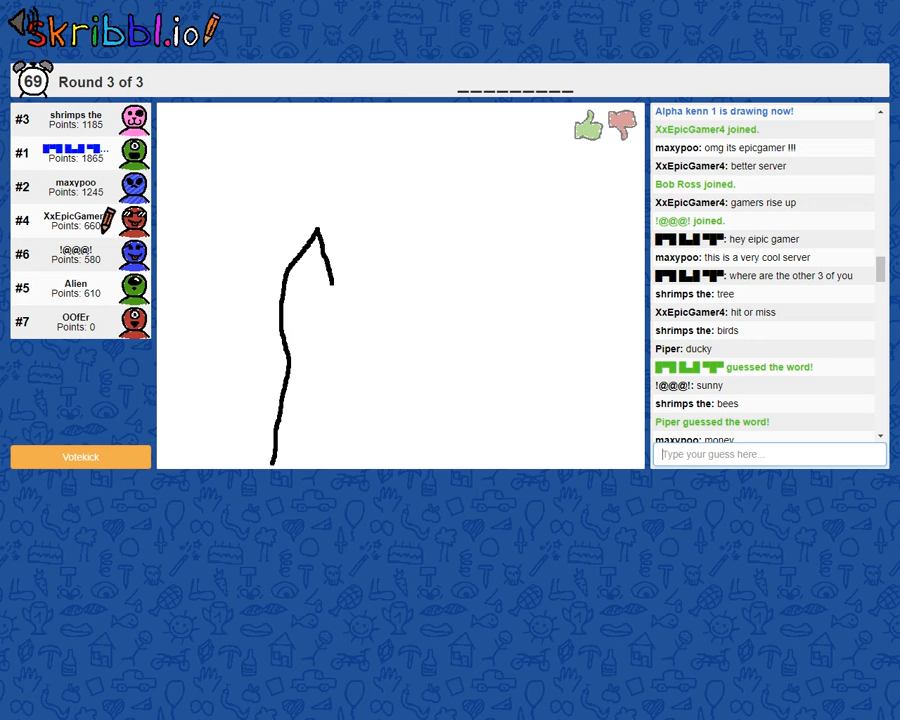 skribbl.io
69 Round 3 of 3 _________
#3 shrimps the
Points: 1185
#1
Points: 1865
#2 maxypoo
Points: 1245
#4 XxEpicGamer
Points: 660
#6 !@@@!
Points: 580
#5 Alien
Points: 610
#7 OOfEr
Points: 0
Votekick
Alpha kenn 1 is drawing now!
XxEpicGamer4 joined.
maxypoo: omg its epicgamer !!!
XxEpicGamer4: better server
Bob Ross joined.
XxEpicGamer4: gamers rise up
!@@@! joined.
: hey eipic gamer
maxypoo: this is a very cool server
: where are the other 3 of you
shrimps the: tree
XxEpicGamer4: hit or miss
shrimps the: birds
Piper: ducky
guessed the word!
!@@@!: sunny
shrimps the: bees
Piper guessed the word!
maxypoo: money
Type your guess here...